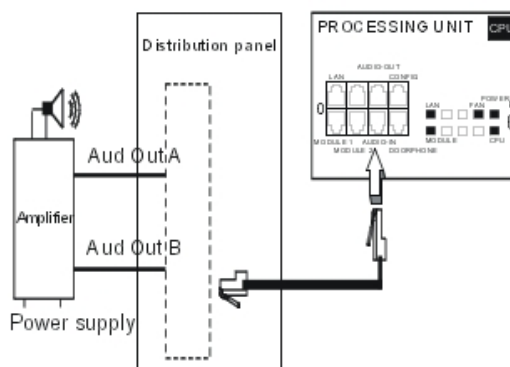 Distribution panel
Aud Out A
Amplifier
Aud Out B
Power supply
PROCESSING UNIT
CPU
AUDIO-OUT
LAN
CONFIG
0
LAN
FAN
POWER
MODULE 1
AUDIO-IN
MODULE 2
DOORPHONE
MODULE
CPU